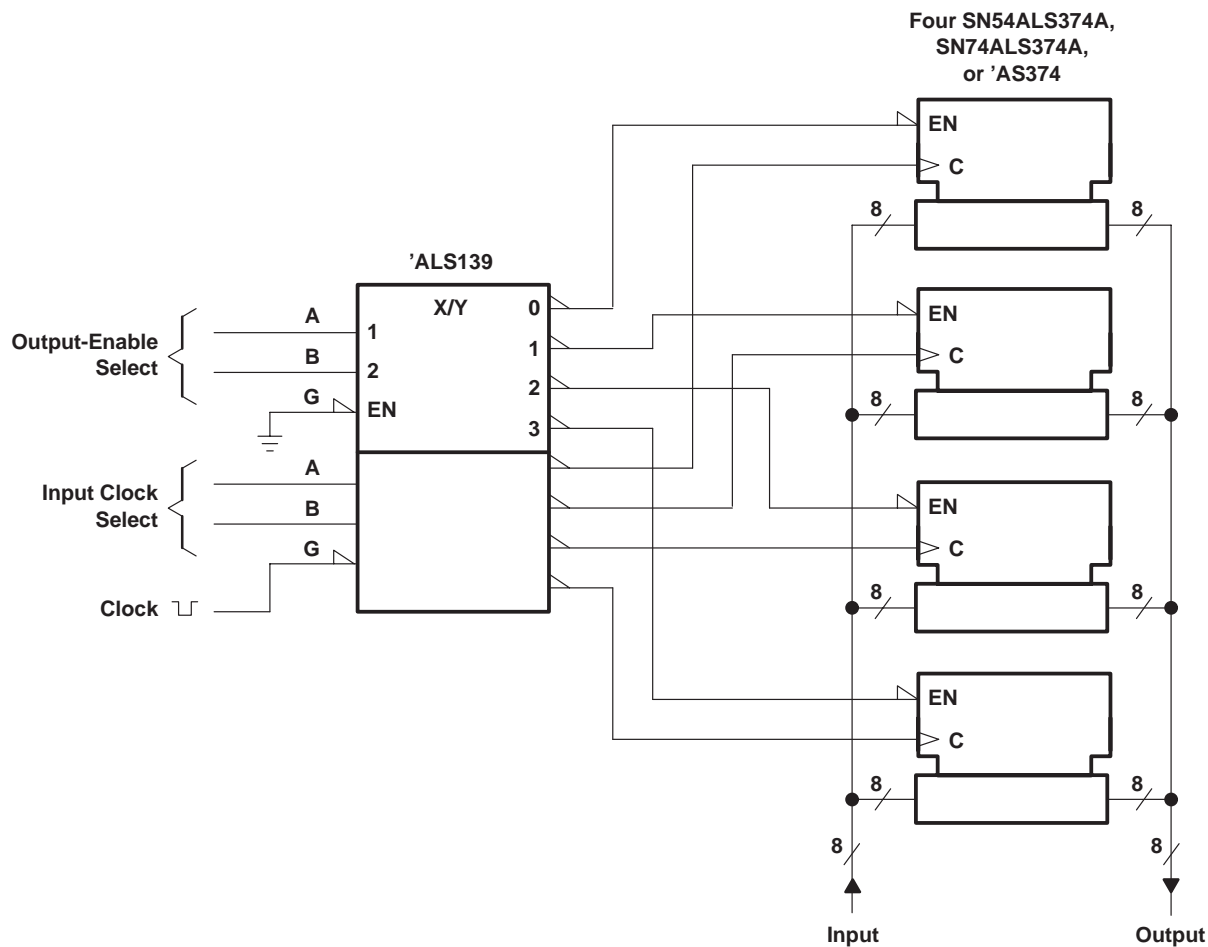 Four SN54ALS374A,
SN74ALS374A,
or ’AS374
EN
C
8
8
’ALS139
X/Y
0
1
2
3
Output-Enable
Select
A
B
G
1
2
EN
EN
C
8
8
Input Clock
Select
A
B
G
Clock
EN
C
8
8
EN
C
8
8
8
8
Input
Output